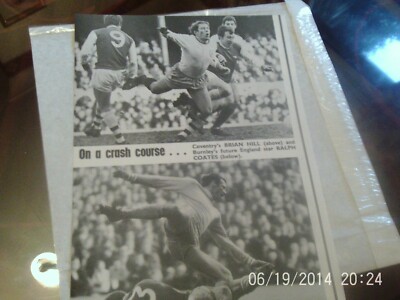 9
On a crash course . . .
Coventry's BRIAN HILL (above) and
Burnley's future England star RALPH
COATES (below).
06/19/2014 20:24